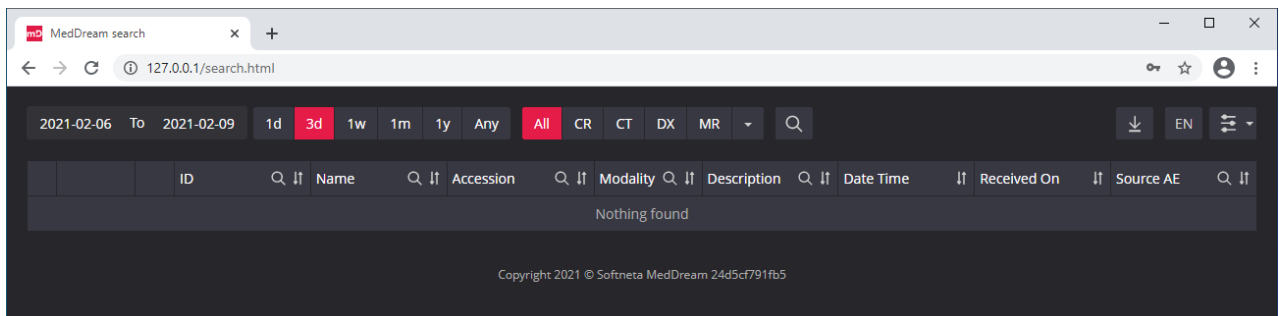 mD MedDream search
127.0.0.1/search.html
2021-02-06 To 2021-02-09 1d 3d 1w 1m 1y Any All CR CT DX MR EN
ID Name Accession Modality Description Date Time Received On Source AE
Nothing found
Copyright 2021 © Softneta MedDream 24d5cf791fb5